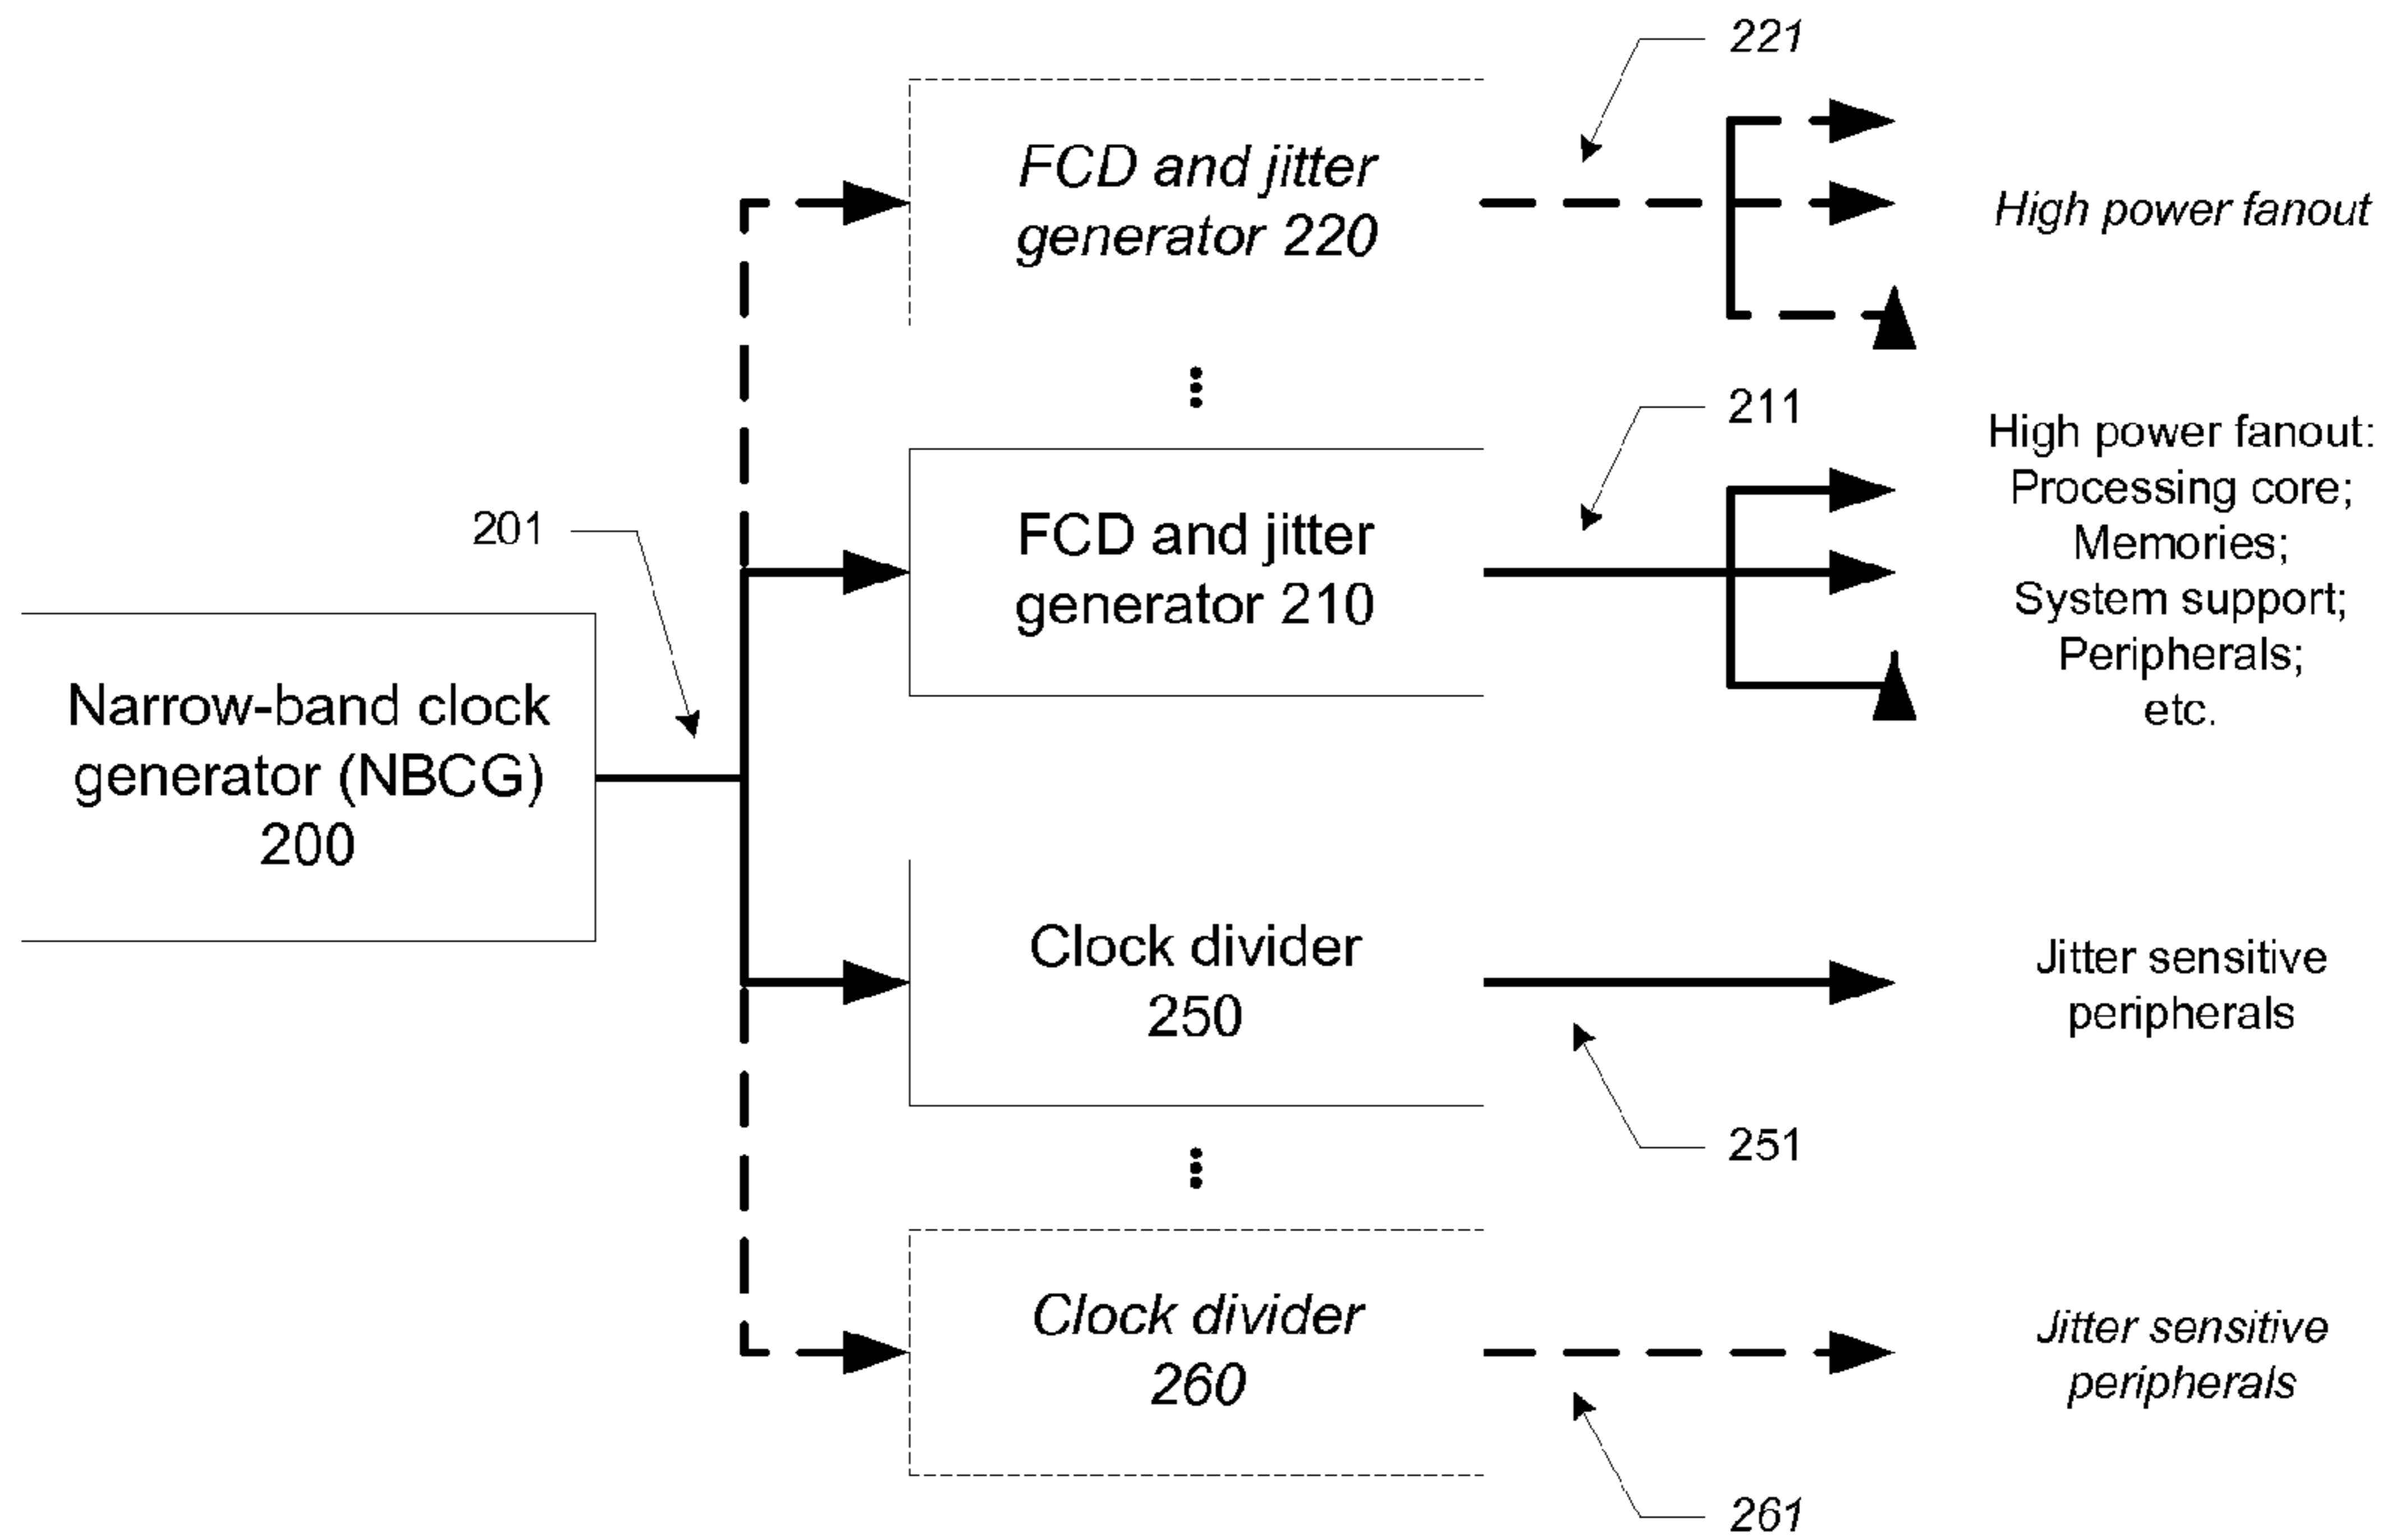 221
FCD and jitter
generator 220
High power fanout
211
FCD and jitter
generator 210
High power fanout:
Processing core;
Memories;
System support;
Peripherals;
etc.
201
Narrow-band clock
generator (NBCG)
200
Clock divider
250
Jitter sensitive
peripherals
251
Clock divider
260
Jitter sensitive
peripherals
261